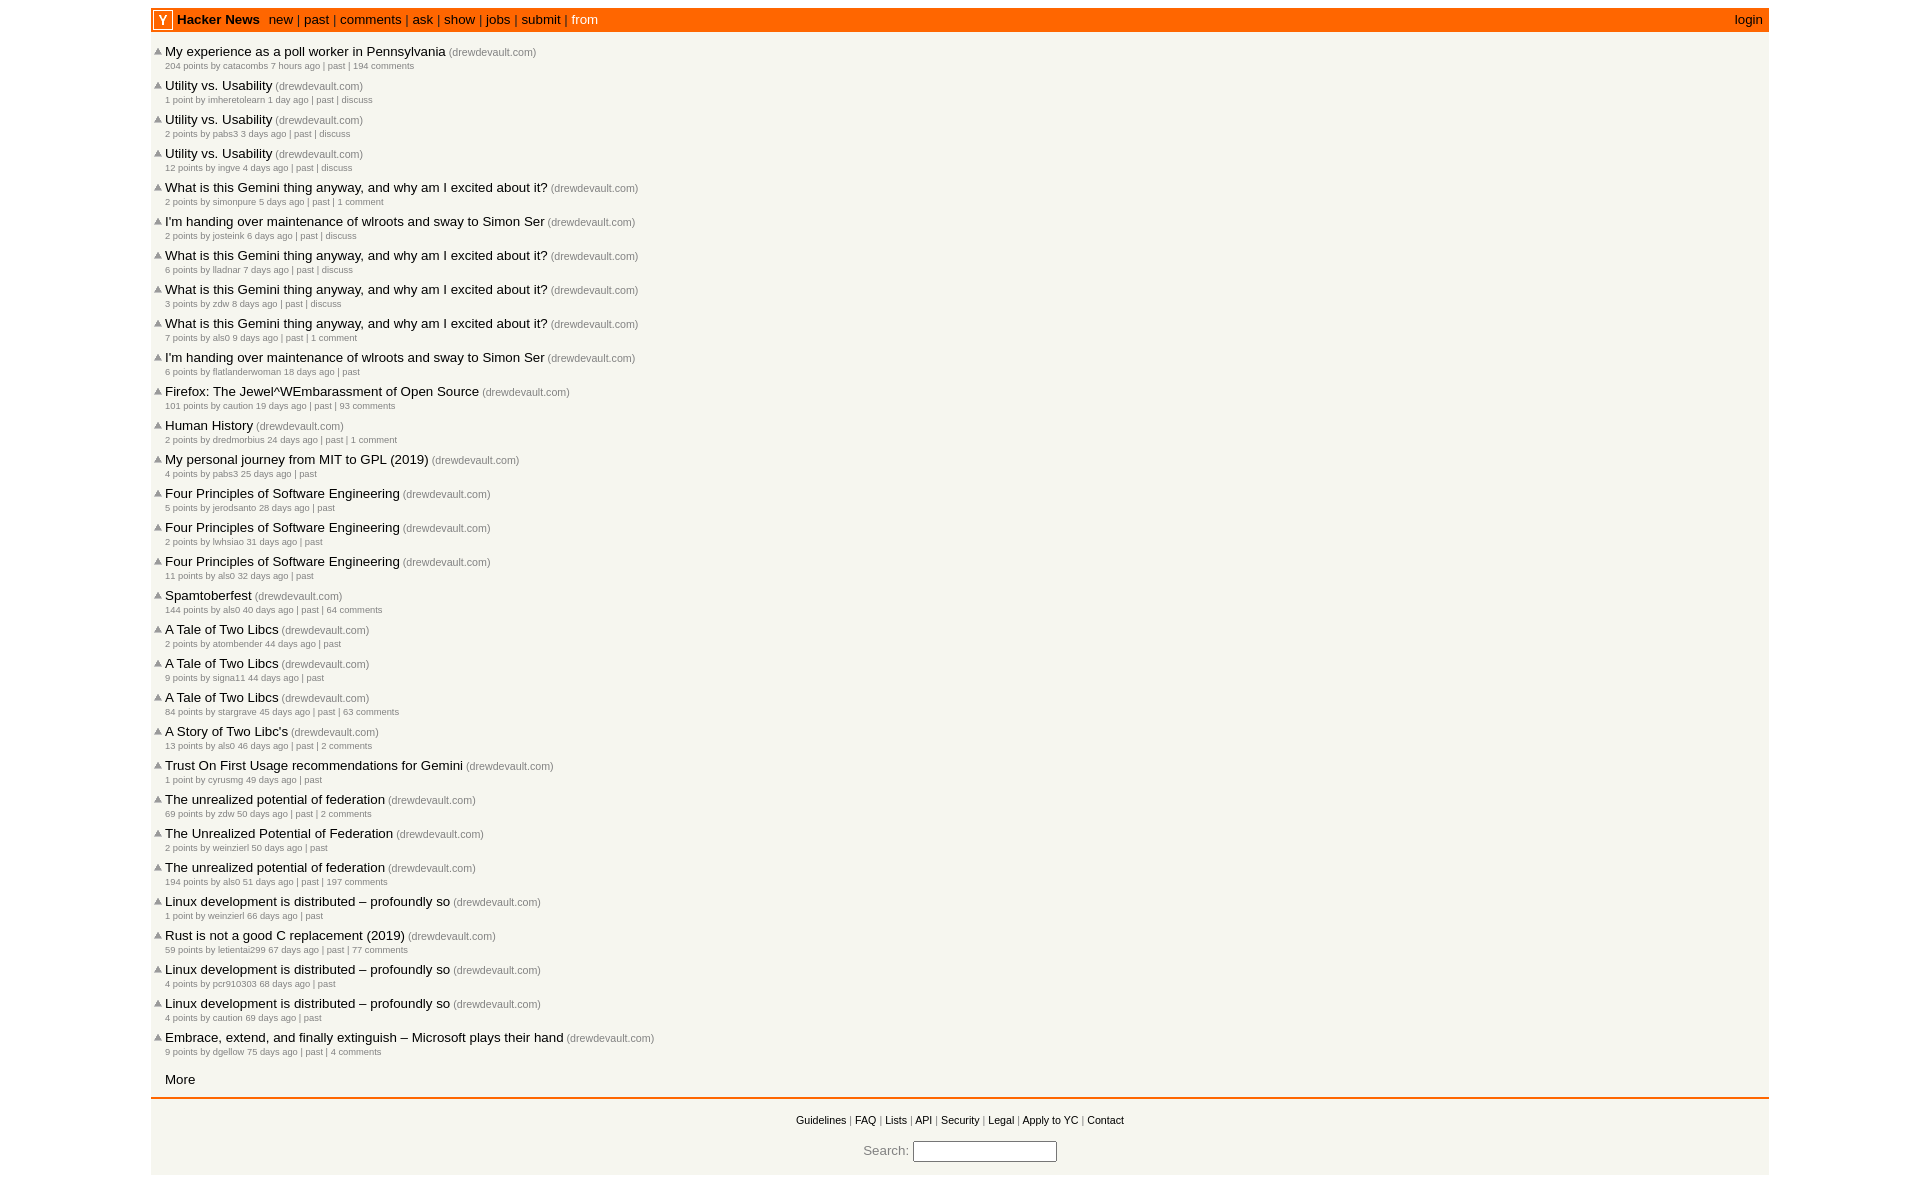 Y Hacker News new | past | comments | ask | show | jobs | submit | from login
My experience as a poll worker in Pennsylvania (drewdevault.com)
204 points by catacombs 7 hours ago | past | 194 comments
Utility vs. Usability (drewdevault.com)
1 point by imheretolearn 1 day ago | past | discuss
Utility vs. Usability (drewdevault.com)
2 points by pabs3 3 days ago | past | discuss
Utility vs. Usability (drewdevault.com)
12 points by ingve 4 days ago | past | discuss
What is this Gemini thing anyway, and why am I excited about it? (drewdevault.com)
2 points by simonpure 5 days ago | past | 1 comment
I'm handing over maintenance of wlroots and sway to Simon Ser (drewdevault.com)
2 points by josteink 6 days ago | past | discuss
What is this Gemini thing anyway, and why am I excited about it? (drewdevault.com)
6 points by lladnar 7 days ago | past | discuss
What is this Gemini thing anyway, and why am I excited about it? (drewdevault.com)
3 points by zdw 8 days ago | past | discuss
What is this Gemini thing anyway, and why am I excited about it? (drewdevault.com)
7 points by als0 9 days ago | past | 1 comment
I'm handing over maintenance of wlroots and sway to Simon Ser (drewdevault.com)
6 points by flatlanderwoman 18 days ago | past
Firefox: The Jewel^WEmbarassment of Open Source (drewdevault.com)
101 points by caution 19 days ago | past | 93 comments
Human History (drewdevault.com)
2 points by dredmorbius 24 days ago | past | 1 comment
My personal journey from MIT to GPL (2019) (drewdevault.com)
4 points by pabs3 25 days ago | past
Four Principles of Software Engineering (drewdevault.com)
5 points by jerodsanto 28 days ago | past
Four Principles of Software Engineering (drewdevault.com)
2 points by lwhsiao 31 days ago | past
Four Principles of Software Engineering (drewdevault.com)
11 points by als0 32 days ago | past
Spamtoberfest (drewdevault.com)
144 points by als0 40 days ago | past | 64 comments
A Tale of Two Libcs (drewdevault.com)
2 points by atombender 44 days ago | past
A Tale of Two Libcs (drewdevault.com)
9 points by signa11 44 days ago | past
A Tale of Two Libcs (drewdevault.com)
84 points by stargrave 45 days ago | past | 63 comments
A Story of Two Libc's (drewdevault.com)
13 points by als0 46 days ago | past | 2 comments
Trust On First Usage recommendations for Gemini (drewdevault.com)
1 point by cyrusmg 49 days ago | past
The unrealized potential of federation (drewdevault.com)
69 points by zdw 50 days ago | past | 2 comments
The Unrealized Potential of Federation (drewdevault.com)
2 points by weinzierl 50 days ago | past
The unrealized potential of federation (drewdevault.com)
194 points by als0 51 days ago | past | 197 comments
Linux development is distributed – profoundly so (drewdevault.com)
1 point by weinzierl 66 days ago | past
Rust is not a good C replacement (2019) (drewdevault.com)
59 points by letientai299 67 days ago | past | 77 comments
Linux development is distributed – profoundly so (drewdevault.com)
4 points by pcr910303 68 days ago | past
Linux development is distributed – profoundly so (drewdevault.com)
4 points by caution 69 days ago | past
Embrace, extend, and finally extinguish – Microsoft plays their hand (drewdevault.com)
9 points by dgellow 75 days ago | past | 4 comments
More
Guidelines | FAQ | Lists | API | Security | Legal | Apply to YC | Contact
Search: